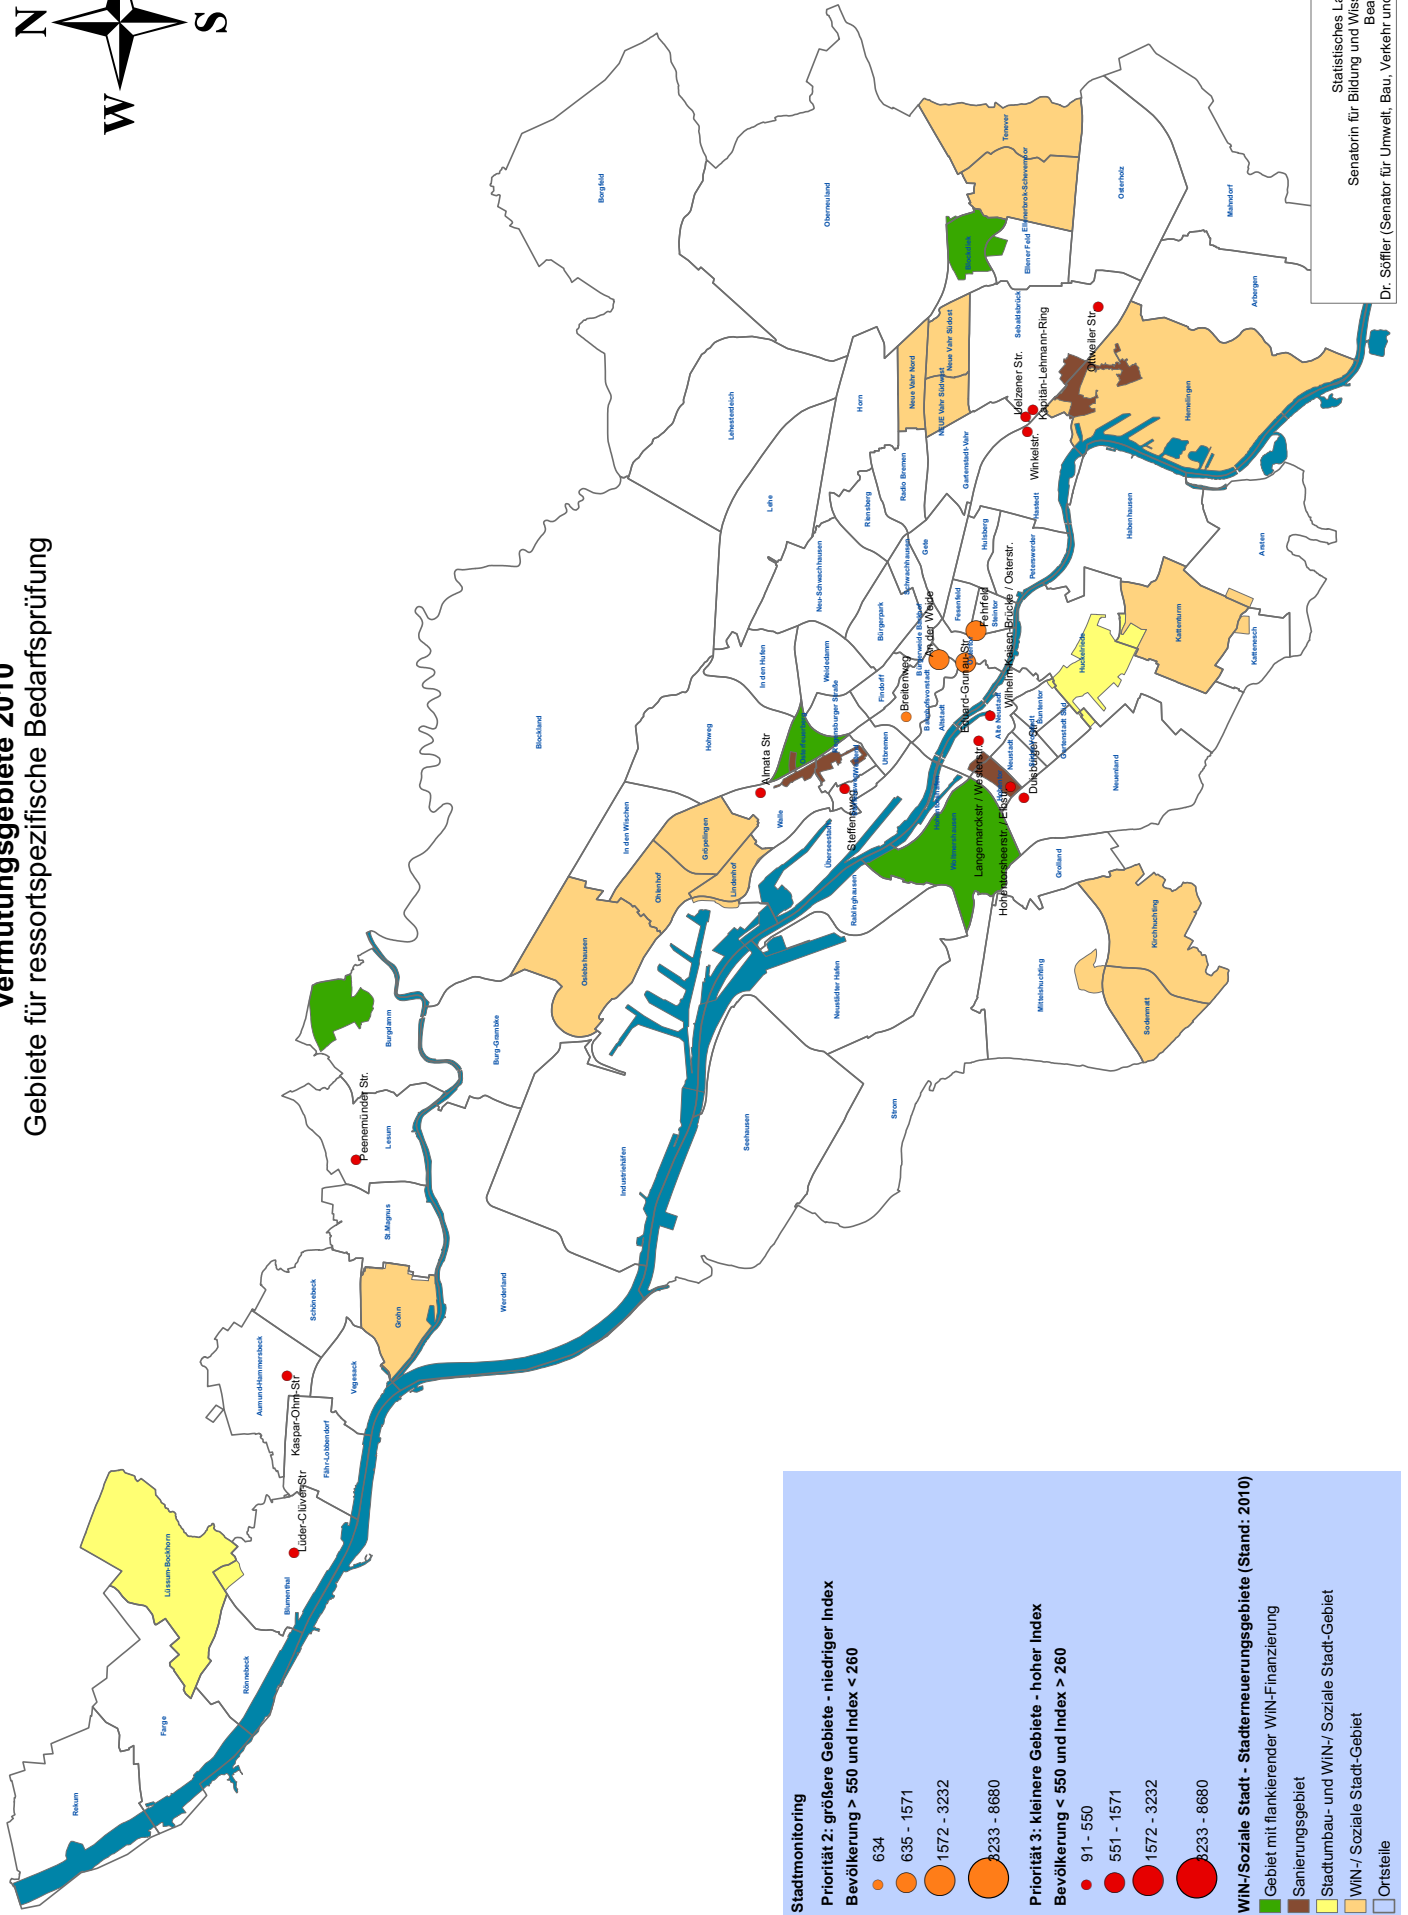 Vermutungsgebiete 2010
Gebiete für ressortspezifische Bedarfsprüfung
N
S
W
Rekum
Farge
Rönnebeck
Lüssum-Bockhorn
Blumenthal
Lüder-Clüver-Str
Fähr-Lobbendorf
Kaspar-Ohm-Str
Aumund-Hammersbeck
Vegesack
Schönebeck
Grohn
St.Magnus
Lesum
Peenemünder Str.
Burgdamm
Burg-Grambke
Werderland
Industriehäfen
Seehausen
Strom
Neustädter Hafen
Oslebshausen
Ohlenhof
Gröpelingen
Lindenhof
In den Wischen
Blockland
Hohweg
Walle
Almata Str
Osterfeuerberg
Steffensweg
Überseestadt
Rablinghausen
Woltmershausen
Hohentorshafen
Langemarckstr / Westerstr.
Hohentorsheerstr. / Elbstr.
Duisburger Str.
Grolland
Mittelshuchting
Sodenmatt
Kirchhuchting
Neuenland
Neustadt
Alte Neustadt
Buntentor
Gartenstadt Süd
Huckelriede
Kattenturm
Kattenesch
Arsten
Habenhausen
In den Hufen
Weidedamm
Regensburger Straße
Findorff
Utbremen
Breitenweg
Bahnhofsvorstadt
Altstadt
An der Weide
Eduard-Grunau-Str.
Fehrfeld
Wilhelm-Kaisen-Brücke / Osterstr.
Bürgerpark
Neu-Schwachhausen
Schwachhausen
Gete
Fesenfeld
Steintor
Hulsberg
Peterswerder
Hastedt
Riensberg
Radio Bremen
Gartenstadt-Vahr
Winkelstr.
Uelzener Str.
Kapitän-Lehmann-Ring
Ottweiler Str.
Sebaldsbrück
Hemelingen
Neue Vahr Nord
NEUE Vahr Südwest
Neue Vahr Südost
Horn
Lehe
Lehesterdeich
Borgfeld
Oberneuland
Blockdiek
Ellener Feld
Ellenerbrok-Schevemoor
Tenever
Osterholz
Mahndorf
Arbergen
Stadtmonitoring
Priorität 2: größere Gebiete - niedriger Index
Bevölkerung > 550 und Index < 260
634
635 - 1571
1572 - 3232
3233 - 8680
Priorität 3: kleinere Gebiete - hoher Index
Bevölkerung < 550 und Index > 260
91 - 550
551 - 1571
1572 - 3232
3233 - 8680
WiN-/Soziale Stadt - Stadterneuerungsgebiete (Stand: 2010)
Gebiet mit flankierender WiN-Finanzierung
Sanierungsgebiet
Stadtumbau- und WiN-/ Soziale Stadt-Gebiet
WiN-/ Soziale Stadt-Gebiet
Ortsteile
Statistisches La
Senatorin für Bildung und Wiss
Bea
Dr. Söffler (Senator für Umwelt, Bau, Verkehr und